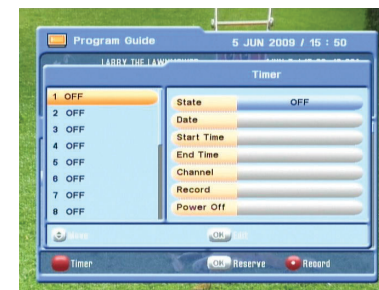 Program Guide 5 JUN 2009 / 15 : 50
LARRY THE
Timer
1 OFF
2 OFF
3 OFF
4 OFF
5 OFF
6 OFF
7 OFF
8 OFF
State OFF
Date
Start Time
End Time
Channel
Record
Power Off
Move OK Edit
Timer OK Reserve Record